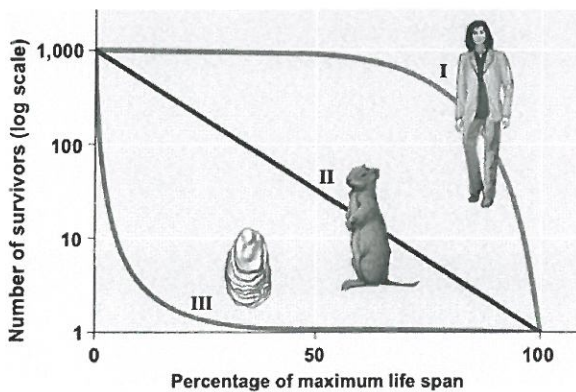 Number of survivors (log scale)
1,000
100
10
1
I
II
III
0
50
100
Percentage of maximum life span